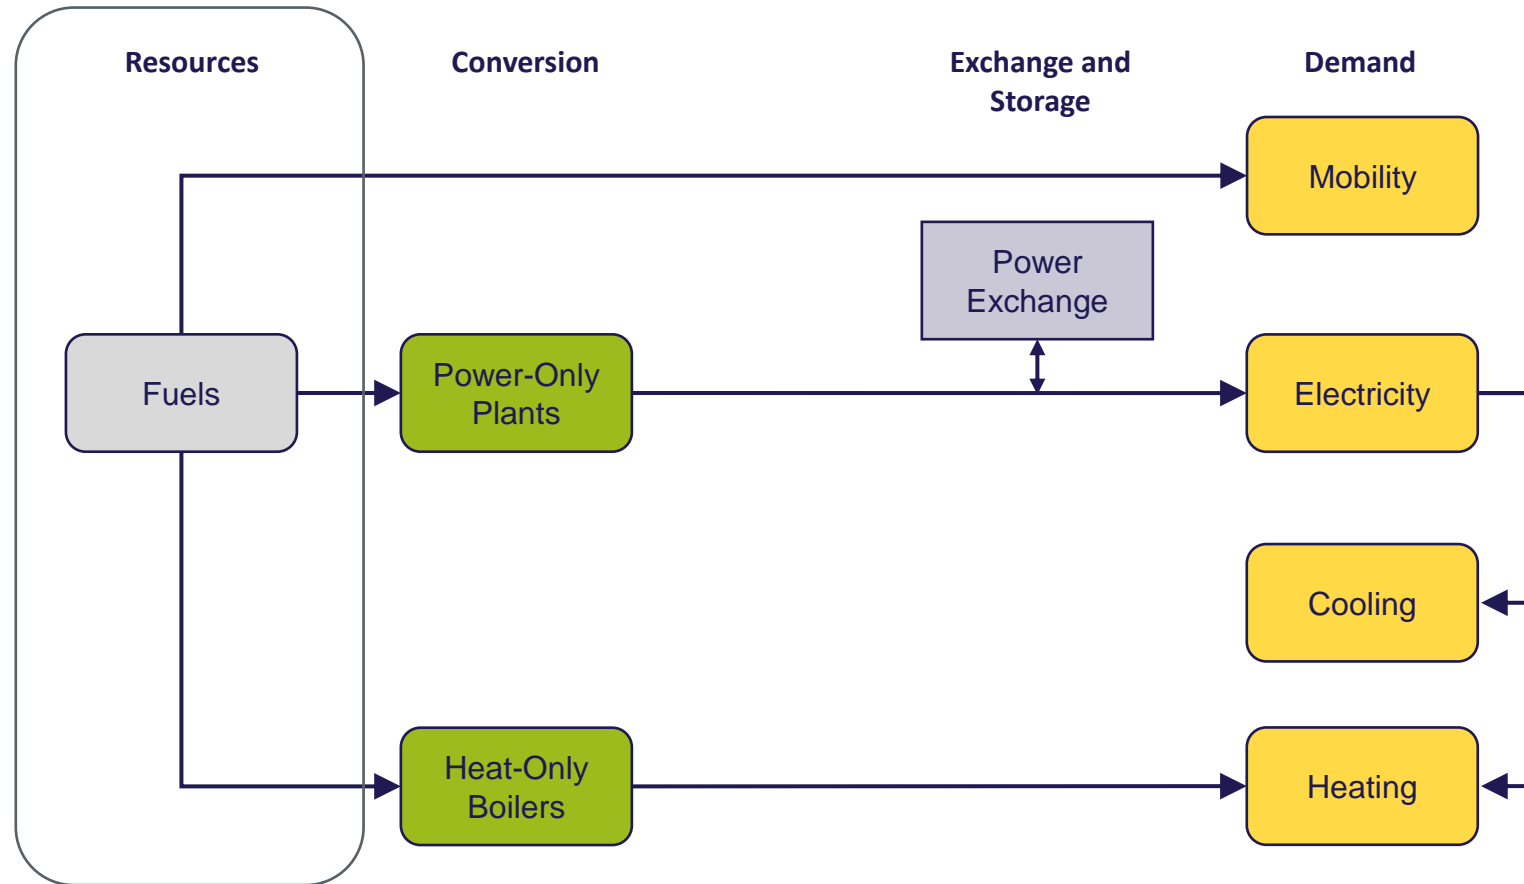 Resources
Conversion
Exchange and
Storage
Demand
Mobility
Power
Exchange
Fuels
Power-Only
Plants
Electricity
Cooling
Heat-Only
Boilers
Heating